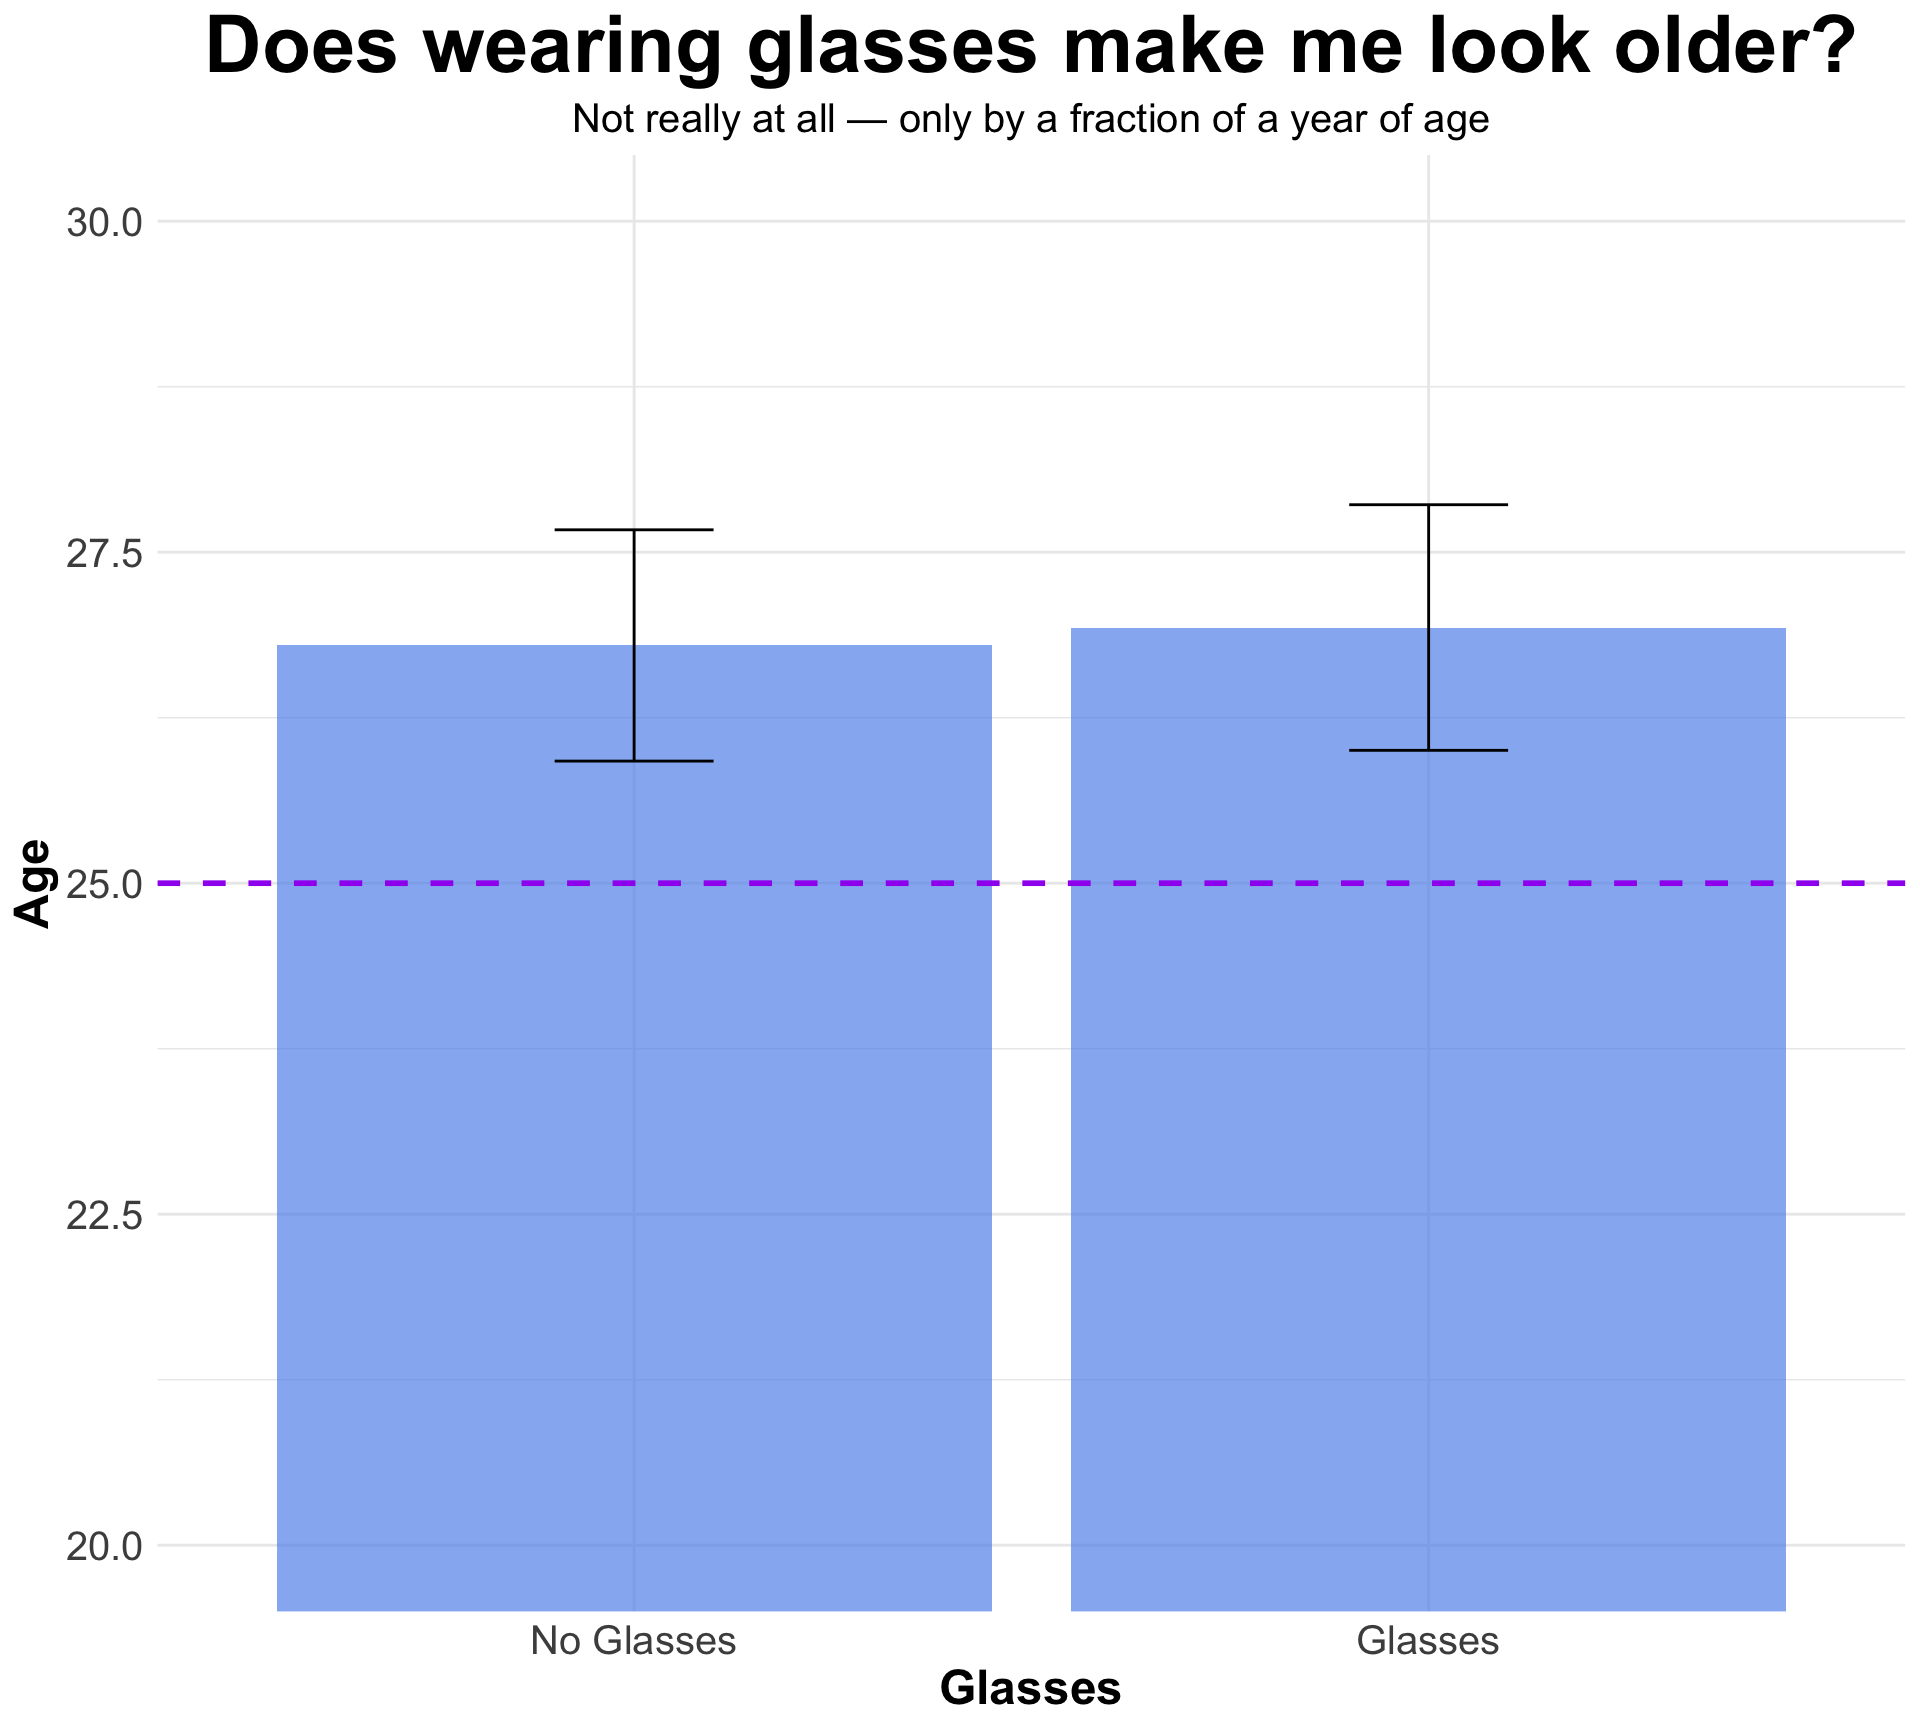 Does wearing glasses make me look older?
Not really at all — only by a fraction of a year of age
30.0
27.5
25.0
22.5
20.0
Age
No Glasses Glasses
Glasses